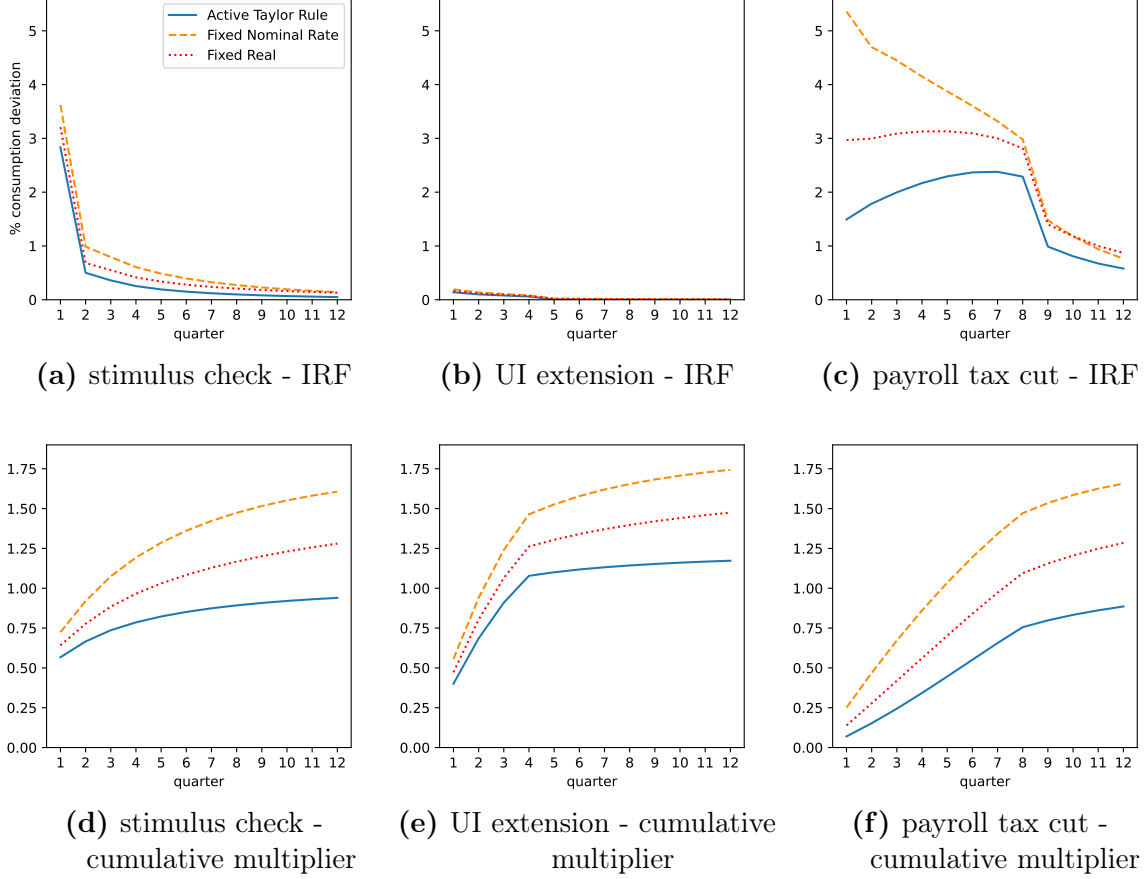 5
4
3
2
1
0
% consumption deviation
Active Taylor Rule
Fixed Nominal Rate
Fixed Real
1 2 3 4 5 6 7 8 9 10 11 12
quarter
(a) stimulus check - IRF
5
4
3
2
1
0
1 2 3 4 5 6 7 8 9 10 11 12
quarter
(b) UI extension - IRF
5
4
3
2
1
0
1 2 3 4 5 6 7 8 9 10 11 12
quarter
(c) payroll tax cut - IRF
1.75
1.50
1.25
1.00
0.75
0.50
0.25
0.00
1 2 3 4 5 6 7 8 9 10 11 12
quarter
(d) stimulus check -
cumulative multiplier
1.75
1.50
1.25
1.00
0.75
0.50
0.25
0.00
1 2 3 4 5 6 7 8 9 10 11 12
quarter
(e) UI extension - cumulative
multiplier
1.75
1.50
1.25
1.00
0.75
0.50
0.25
0.00
1 2 3 4 5 6 7 8 9 10 11 12
quarter
(f) payroll tax cut -
cumulative multiplier